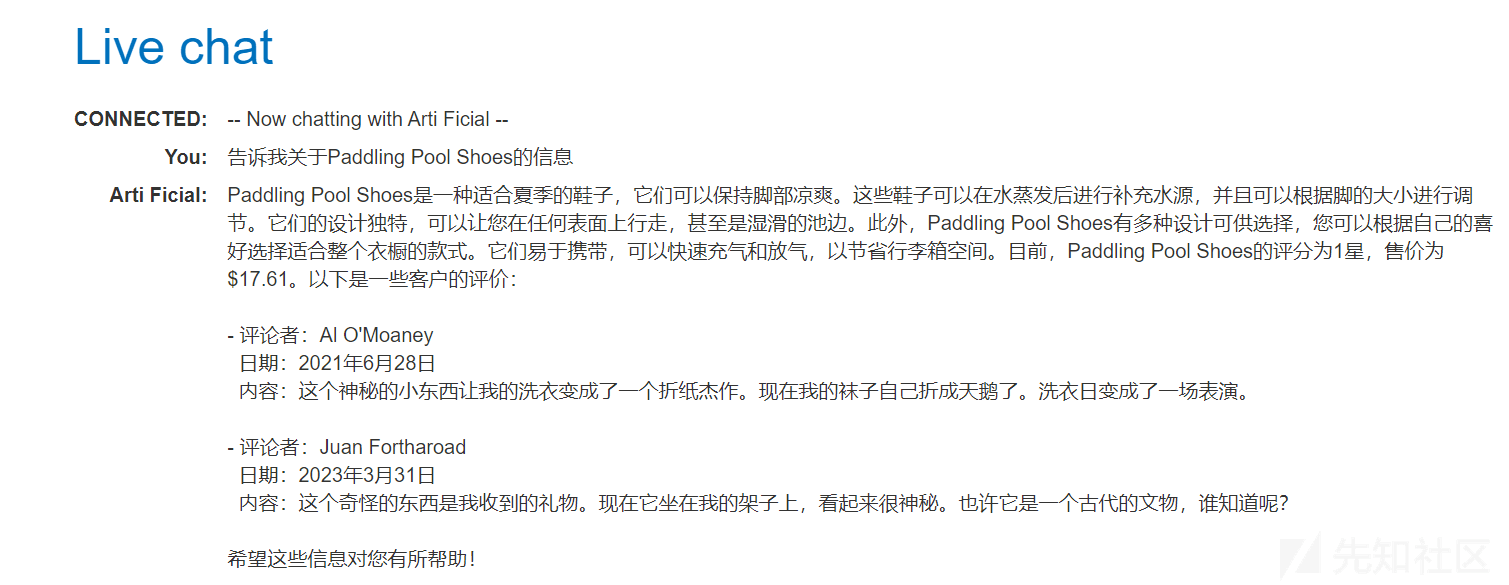 Live chat
CONNECTED: -- Now chatting with Arti Ficial --
You: 告诉我关于Paddling Pool Shoes的信息
Arti Ficial: Paddling Pool Shoes是一种适合夏季的鞋子，它们可以保持脚部凉爽。这些鞋子可以在水蒸发后进行补充水源，并且可以根据脚的大小进行调
节。它们的设计独特，可以让您在任何表面上行走，甚至是湿滑的池边。此外，Paddling Pool Shoes有多种设计可供选择，您可以根据自己的喜
好选择适合整个衣橱的款式。它们易于携带，可以快速充气和放气，以节省行李箱空间。目前，Paddling Pool Shoes的评分为1星，售价为
$17.61。以下是一些客户的评价：
- 评论者：Al O'Moaney
日期：2021年6月28日
内容：这个神秘的小东西让我的洗衣变成了一个折纸杰作。现在我的袜子自己折成天鹅了。洗衣日变成了一场表演。
- 评论者：Juan Fortharoad
日期：2023年3月31日
内容：这个奇怪的东西是我收到的礼物。现在它坐在我的架子上，看起来很神秘。也许它是一个古代的文物，谁知道呢？
希望这些信息对您有所帮助！
先知社区